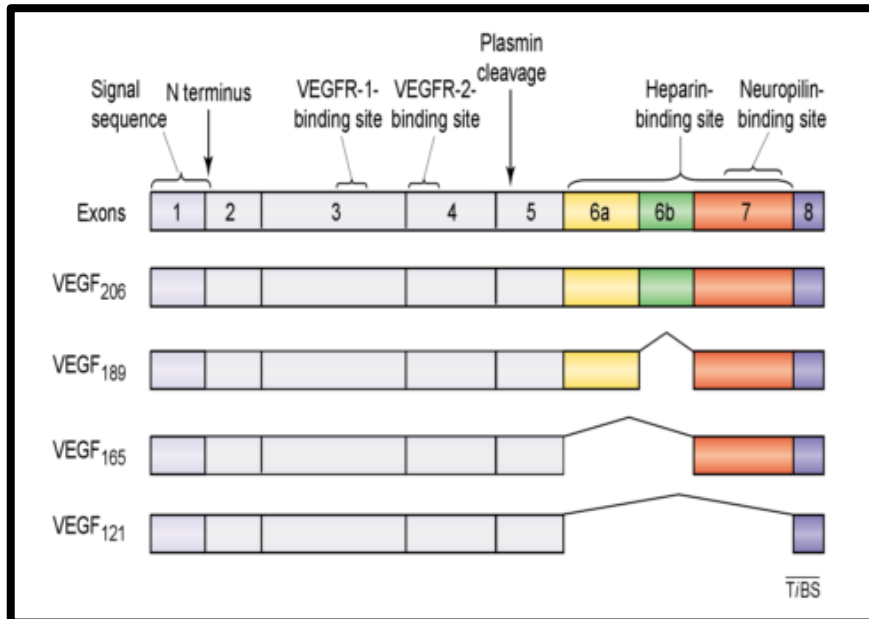 Plasmin
cleavage
Signal
sequence
N terminus
VEGFR-1-
binding site
VEGFR-2-
binding site
Heparin-
binding site
Neuropilin-
binding site
Exons 1 2 3 4 5 6a 6b 7 8
VEGF206
VEGF189
VEGF165
VEGF121
TiBS